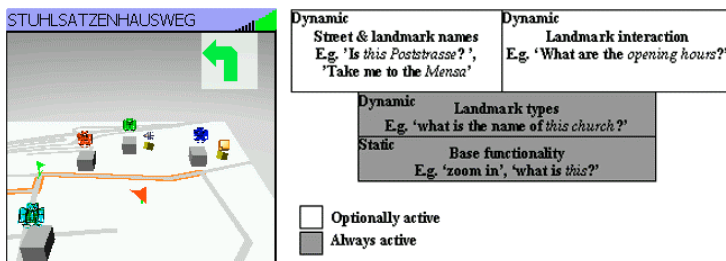 STUHLSATZENHAUSWEG
Dynamic
Street & landmark names
E.g. 'Is this Poststrasse? ',
'Take me to the Mensa'
Dynamic
Landmark interaction
E.g. ‘What are the opening hours?’
Dynamic
Landmark types
E.g. ‘what is the name of this church?’
Static
Base functionality
E.g. ‘zoom in’, ‘what is this?’
Optionally active
Always active